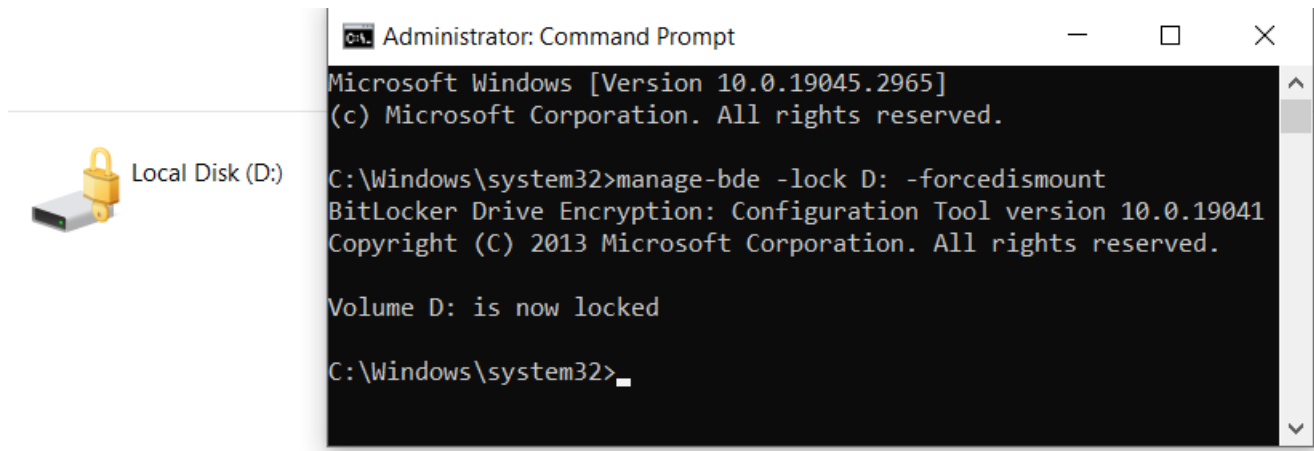 Administrator: Command Prompt
Microsoft Windows [Version 10.0.19045.2965]
(c) Microsoft Corporation. All rights reserved.
Local Disk (D:)
C:\Windows\system32>manage-bde -lock D: -forcedismount
BitLocker Drive Encryption: Configuration Tool version 10.0.19041
Copyright (C) 2013 Microsoft Corporation. All rights reserved.
Volume D: is now locked
C:\Windows\system32>